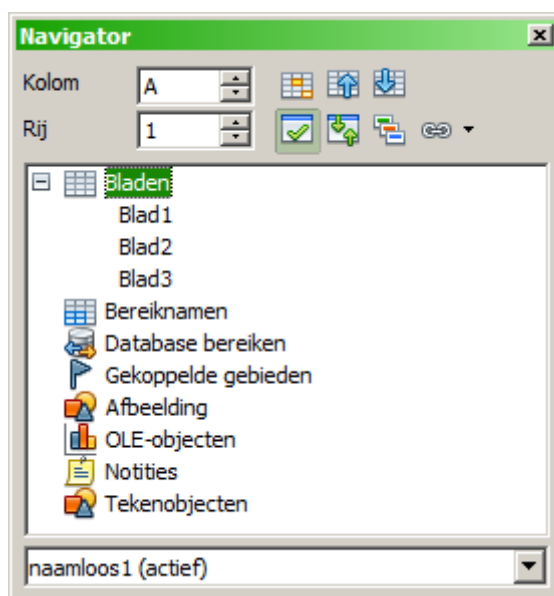 Navigator
Kolom A
Rij 1
Bladen
Blad1
Blad2
Blad3
Bereiknamen
Database bereiken
Gekoppelde gebieden
Afbeelding
OLE-objecten
Notities
Tekenobjecten
naamloos1 (actief)